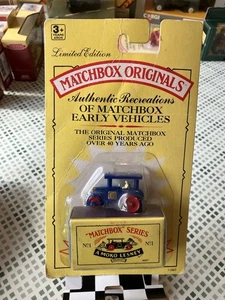 3+
Limited Edition
MATCHBOX ORIGINALS
Authentic Recreations
OF MATCHBOX
EARLY VEHICLES
THE ORIGINAL MATCHBOX
SERIES PRODUCED
OVER 40 YEARS AGO
"MATCHBOX" SERIES
No1
No1
A MOKO LESNEY